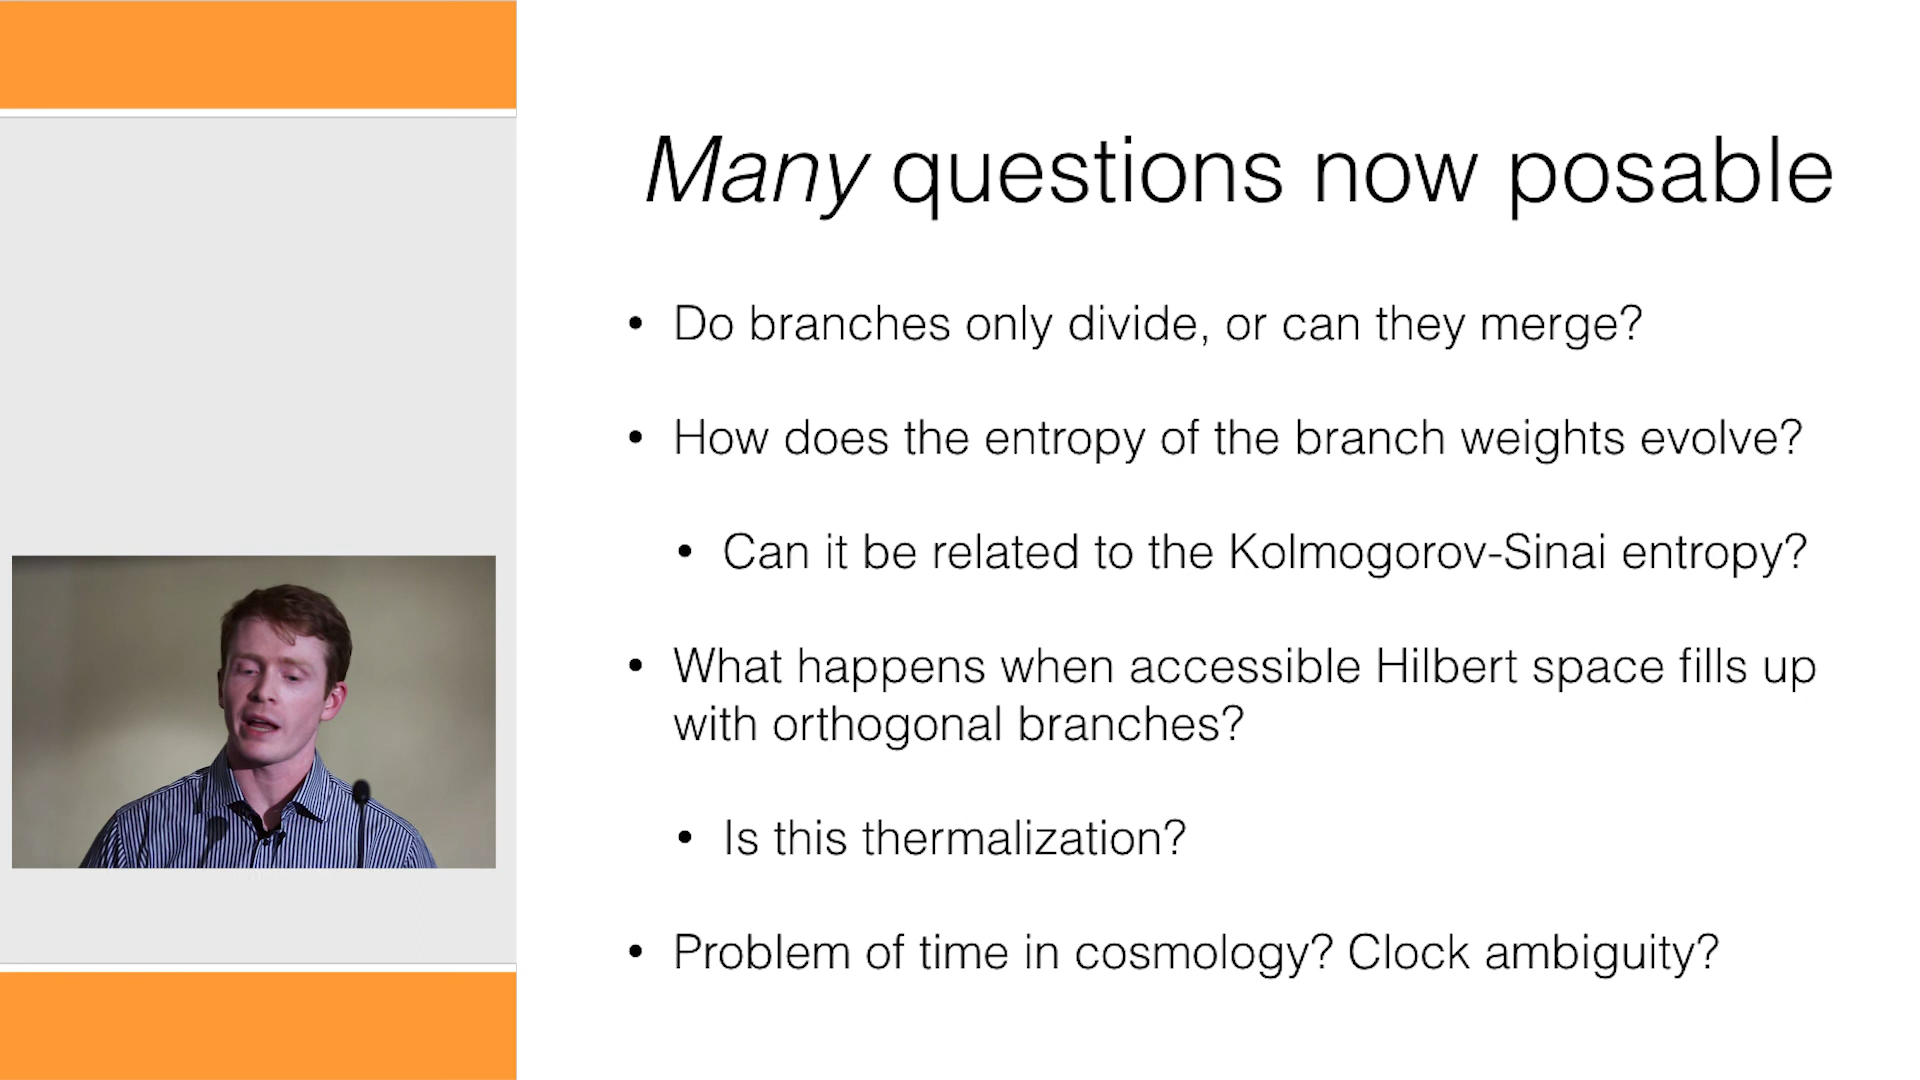 Many questions now posable
• Do branches only divide, or can they merge?
• How does the entropy of the branch weights evolve?
• Can it be related to the Kolmogorov-Sinai entropy?
• What happens when accessible Hilbert space fills up
with orthogonal branches?
• Is this thermalization?
• Problem of time in cosmology? Clock ambiguity?